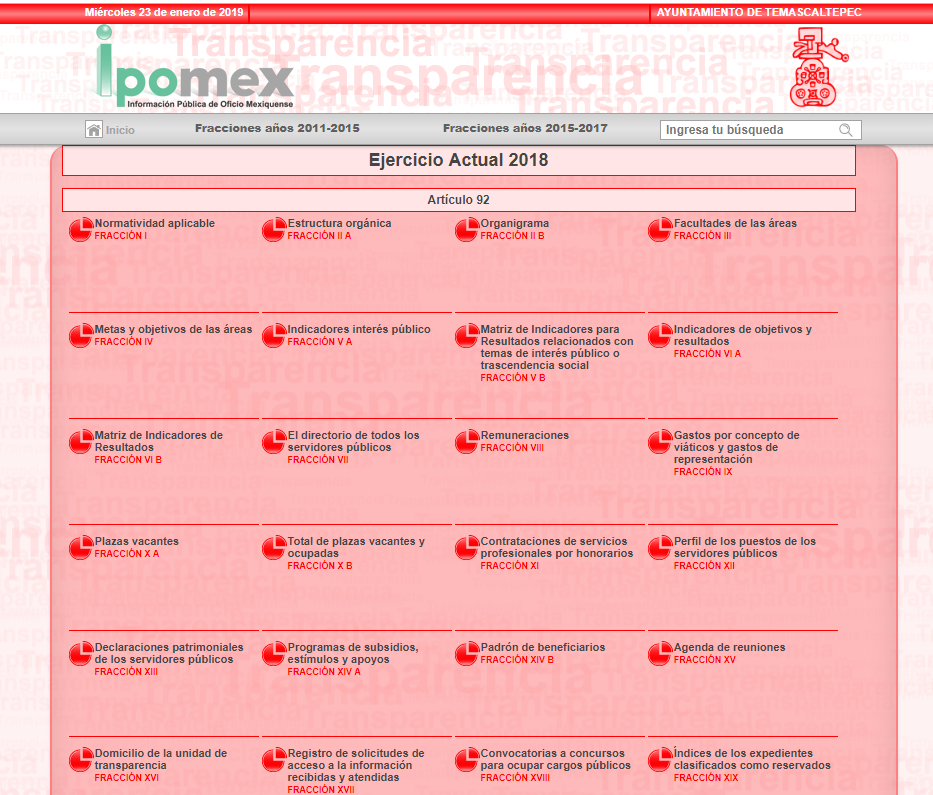 Miércoles 23 de enero de 2019
AYUNTAMIENTO DE TEMASCALTEPEC
Transparencia
ipomex
Información Pública de Oficio Mexiquense
Inicio
Fracciones años 2011-2015
Fracciones años 2015-2017
Ingresa tu búsqueda
Ejercicio Actual 2018
Artículo 92
Normatividad aplicable
FRACCIÓN I
Estructura orgánica
FRACCIÓN II A
Organigrama
FRACCIÓN II B
Facultades de las áreas
FRACCIÓN III
Metas y objetivos de las áreas
FRACCIÓN IV
Indicadores interés público
FRACCIÓN V A
Matriz de Indicadores para
Resultados relacionados con
temas de interés público o
trascendencia social
FRACCIÓN V B
Indicadores de objetivos y
resultados
FRACCIÓN VI A
Matriz de Indicadores de
Resultados
FRACCIÓN VI B
El directorio de todos los
servidores públicos
FRACCIÓN VII
Remuneraciones
FRACCIÓN VIII
Gastos por concepto de
viáticos y gastos de
representación
FRACCIÓN IX
Plazas vacantes
FRACCIÓN X A
Total de plazas vacantes y
ocupadas
FRACCIÓN X B
Contrataciones de servicios
profesionales por honorarios
FRACCIÓN XI
Perfil de los puestos de los
servidores públicos
FRACCIÓN XII
Declaraciones patrimoniales
de los servidores públicos
FRACCIÓN XIII
Programas de subsidios,
estímulos y apoyos
FRACCIÓN XIV A
Padrón de beneficiarios
FRACCIÓN XIV B
Agenda de reuniones
FRACCIÓN XV
Domicilio de la unidad de
transparencia
FRACCIÓN XVI
Registro de solicitudes de
acceso a la información
recibidas y atendidas
FRACCIÓN XVII
Convocatorias a concursos
para ocupar cargos públicos
FRACCIÓN XVIII
Índices de los expedientes
clasificados como reservados
FRACCIÓN XIX